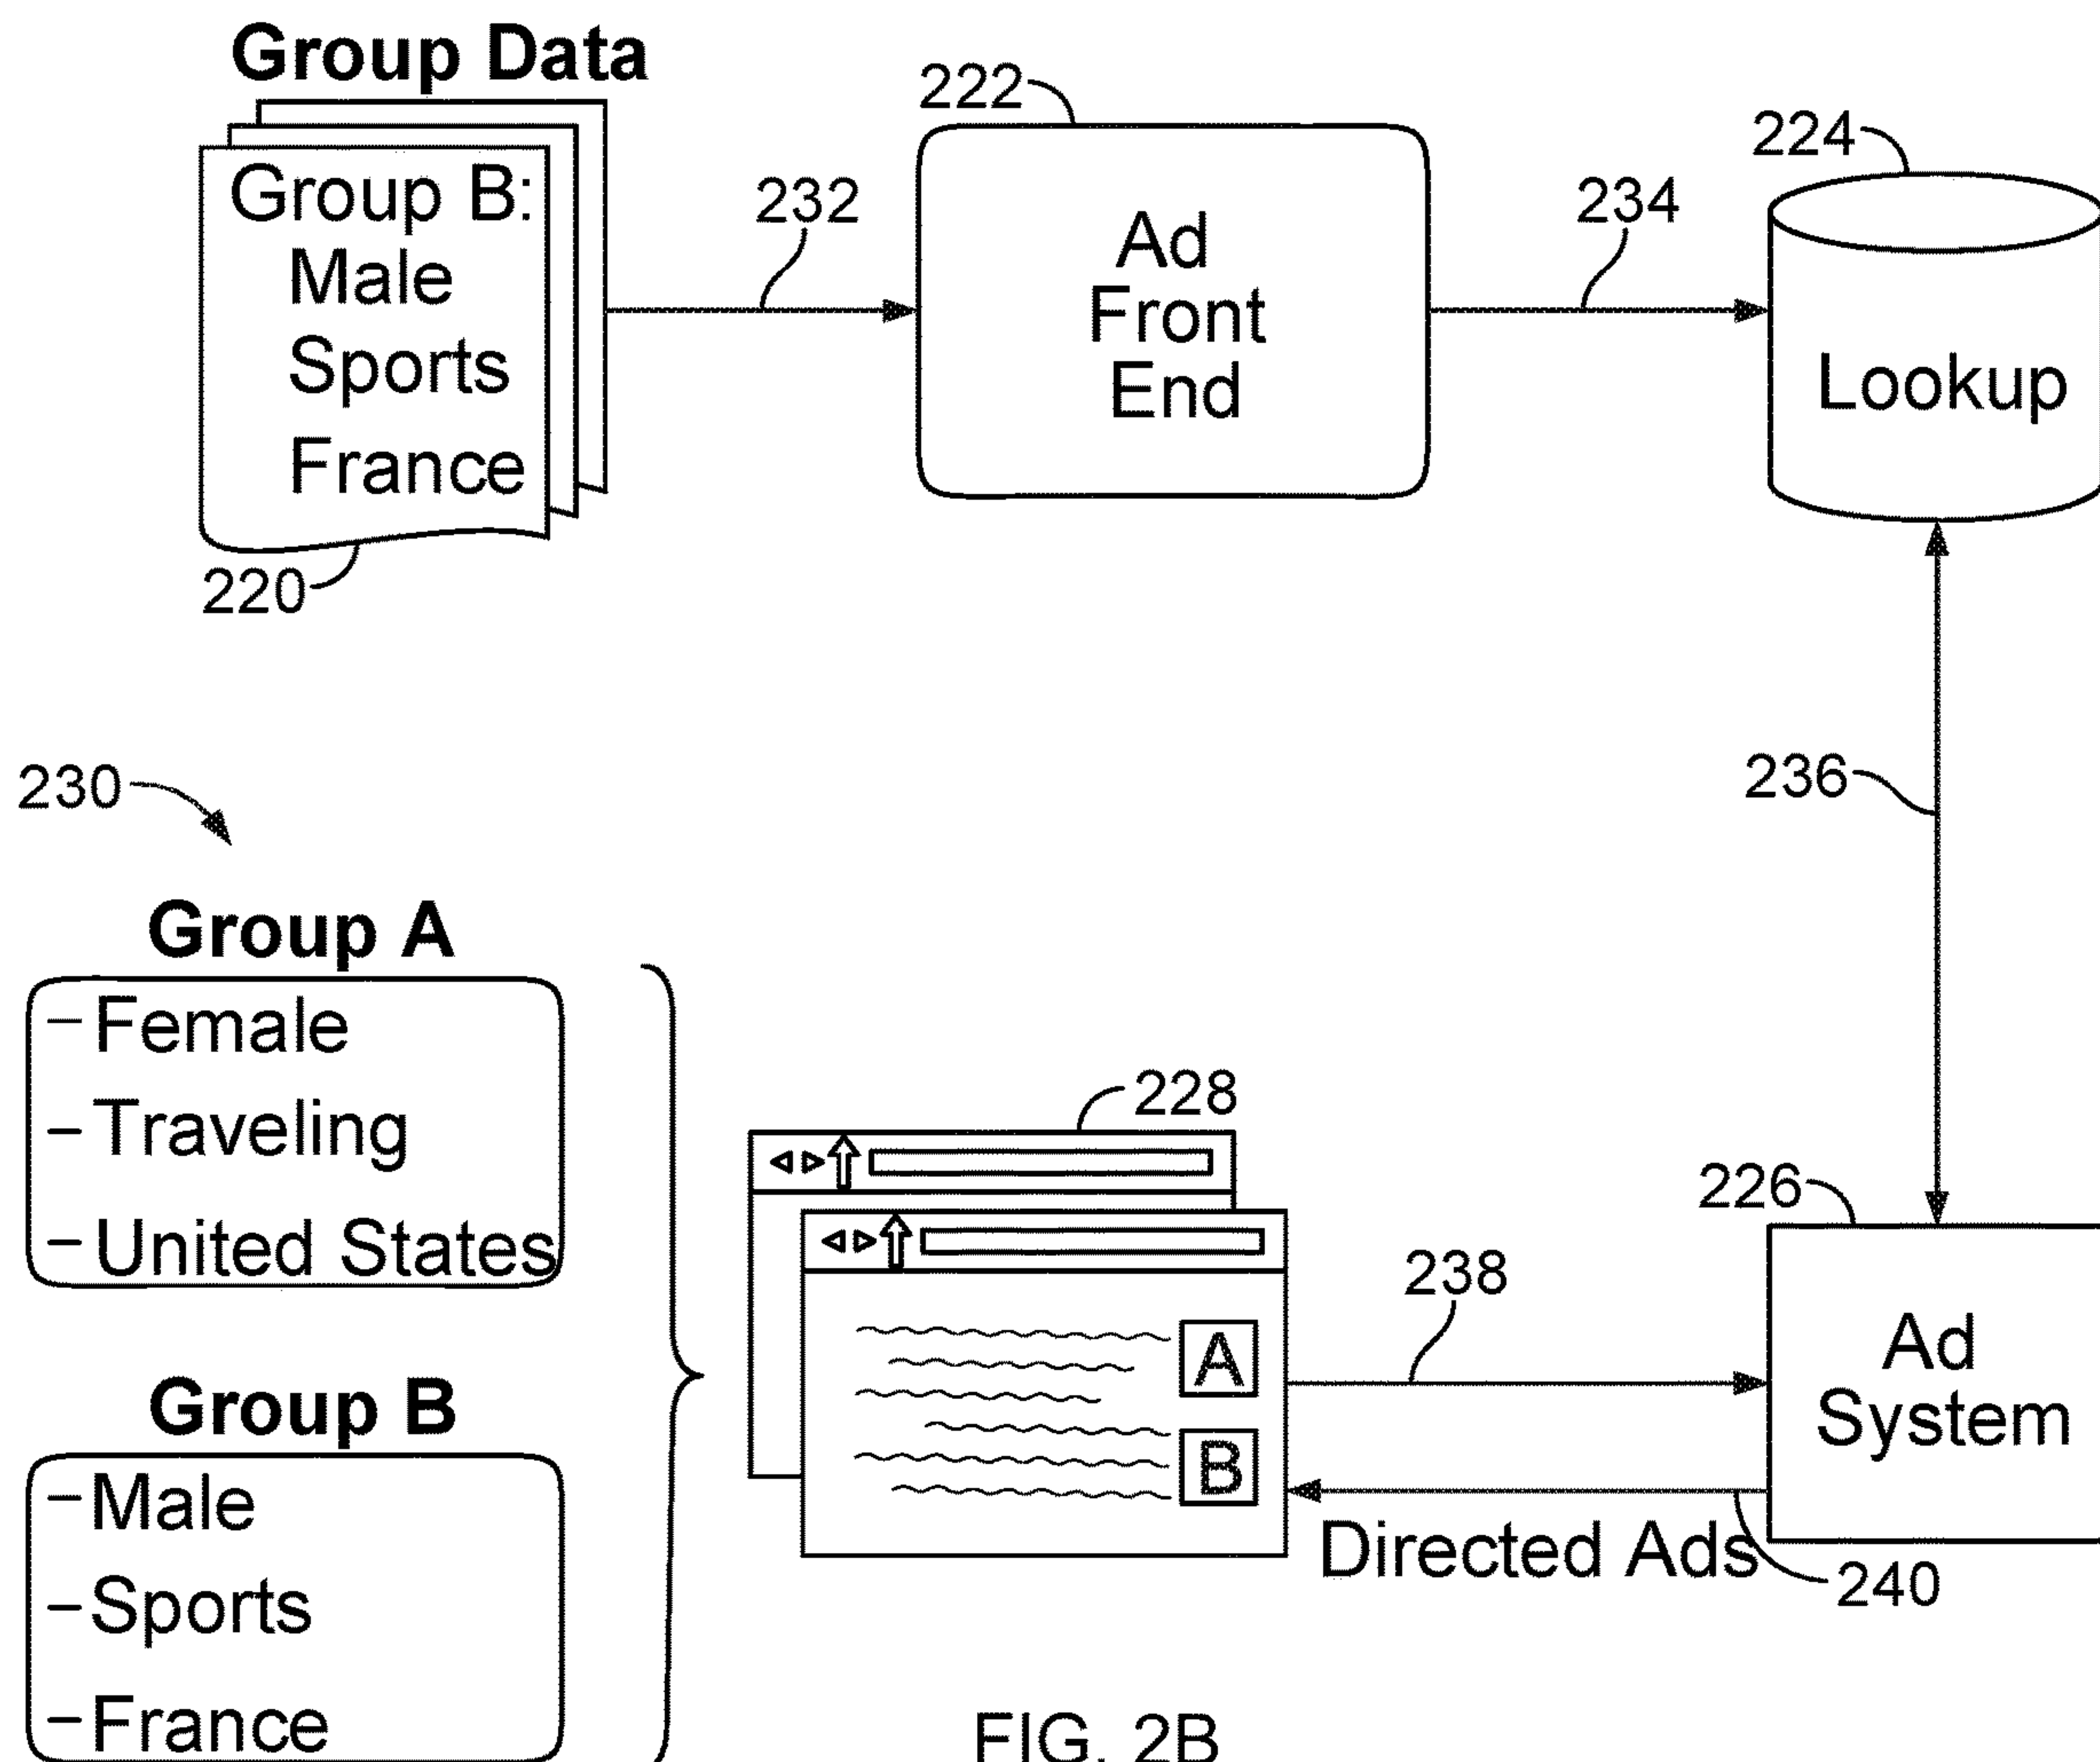 Group Data
Group B:
Male
Sports
France
220
232
222
Ad
Front
End
234
224
Lookup
236
230
Group A
– Female
– Traveling
– United States
Group B
– Male
– Sports
– France
228
A
B
238
226
Ad
System
Directed Ads
240
FIG. 2B